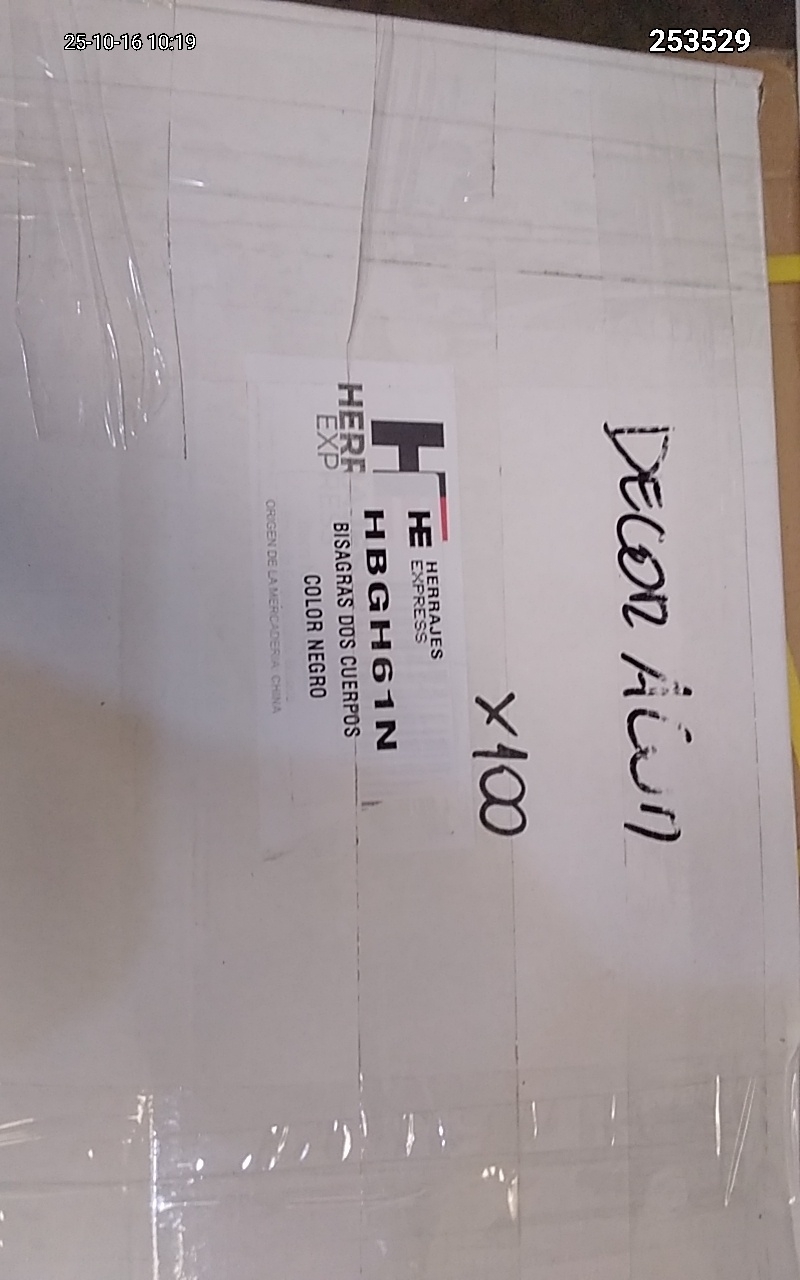 25-10-16 10:19
253529
DECOR
X100
HERR
EXP
HE HERRAJES
EXPRESS
HBGH61N
BISAGRAS DOS CUERPOS
COLOR NEGRO
ORIGEN DE LA MERCADERIA: CHINA